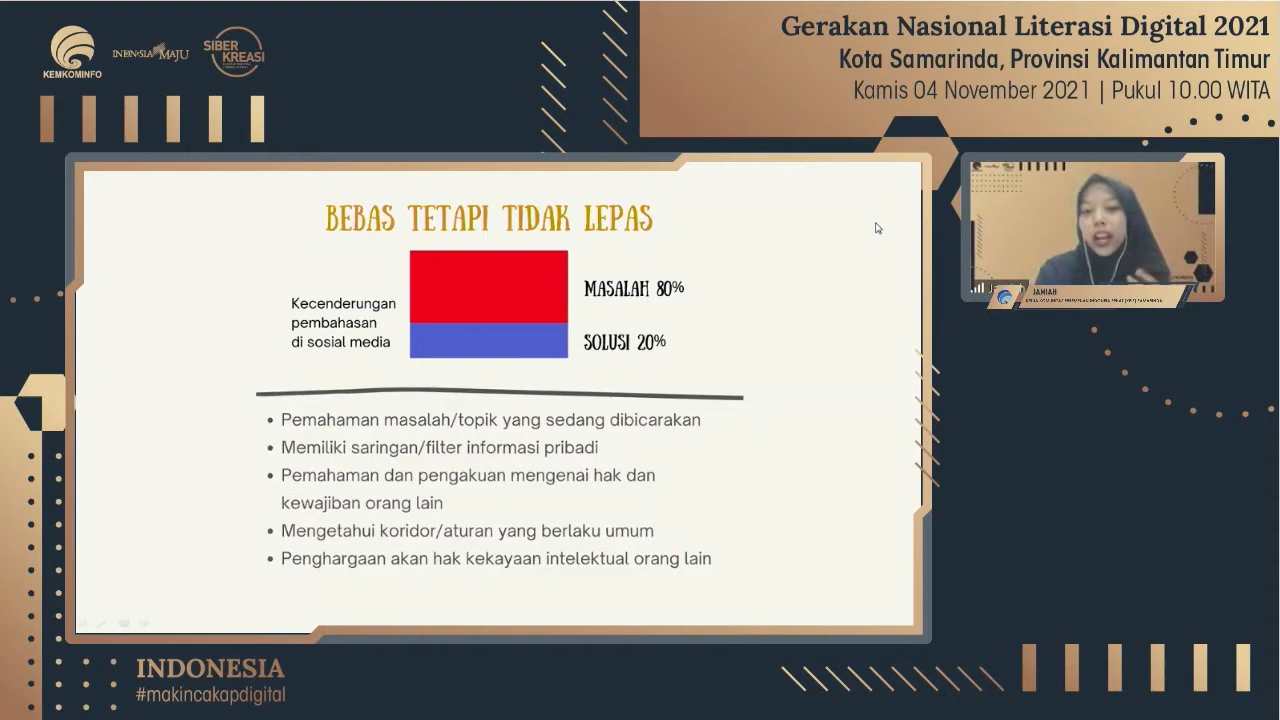 KEMKOMINFO
INDONESIA MAJU
SIBER
KREASI
Gerakan Nasional Literasi Digital 2021
Kota Samarinda, Provinsi Kalimantan Timur
Kamis 04 November 2021 | Pukul 10.00 WITA
BEBAS TETAPI TIDAK LEPAS
Kecenderungan
pembahasan
di sosial media
MASALAH 80%
SOLUSI 20%
• Pemahaman masalah/topik yang sedang dibicarakan
• Memiliki saringan/filter informasi pribadi
• Pemahaman dan pengakuan mengenai hak dan
kewajiban orang lain
• Mengetahui koridor/aturan yang berlaku umum
• Penghargaan akan hak kekayaan intelektual orang lain
JAMIAH
INDONESIA
#makincakapdigital